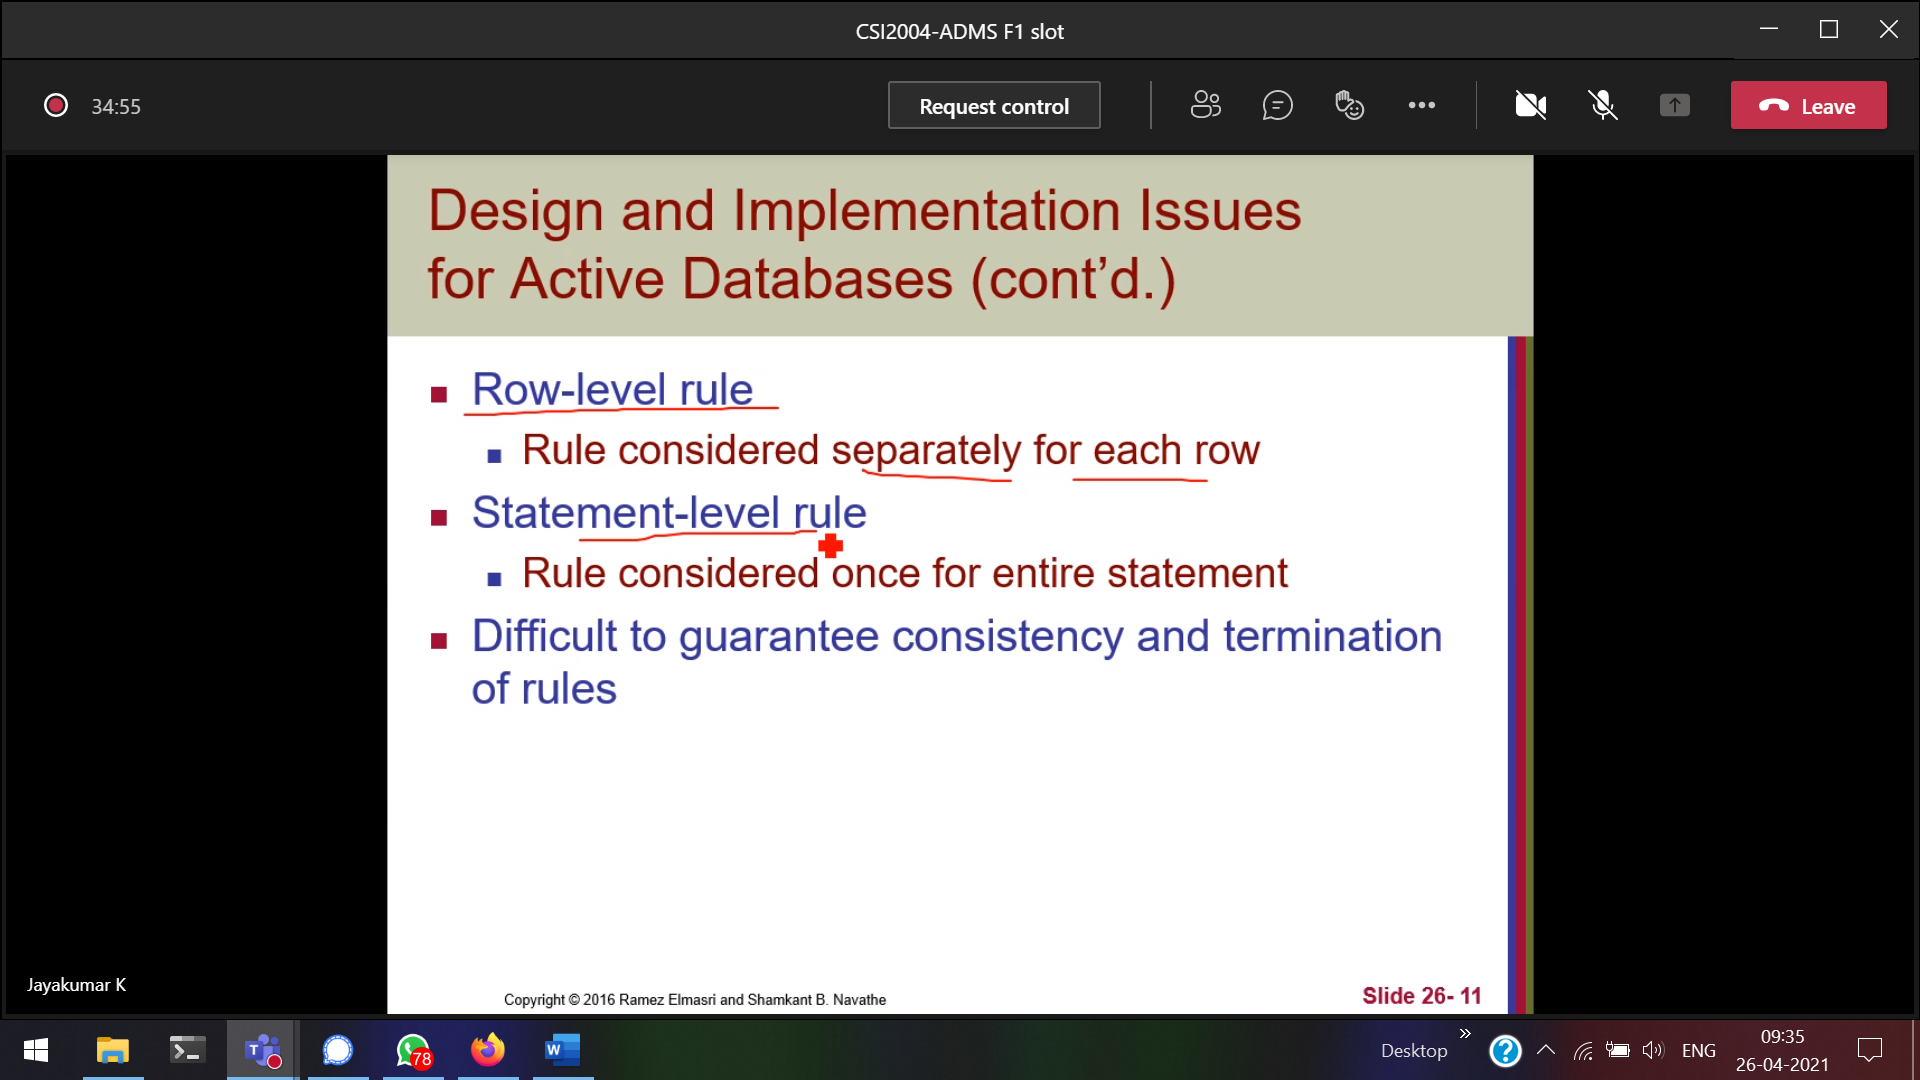 CSI2004-ADMS F1 slot
34:55
Request control
Leave
Design and Implementation Issues
for Active Databases (cont’d.)
Row-level rule
Rule considered separately for each row
Statement-level rule
Rule considered once for entire statement
Difficult to guarantee consistency and termination
of rules
Jayakumar K
Copyright © 2016 Ramez Elmasri and Shamkant B. Navathe
Slide 26- 11
T
78
W
Desktop
ENG
09:35
26-04-2021